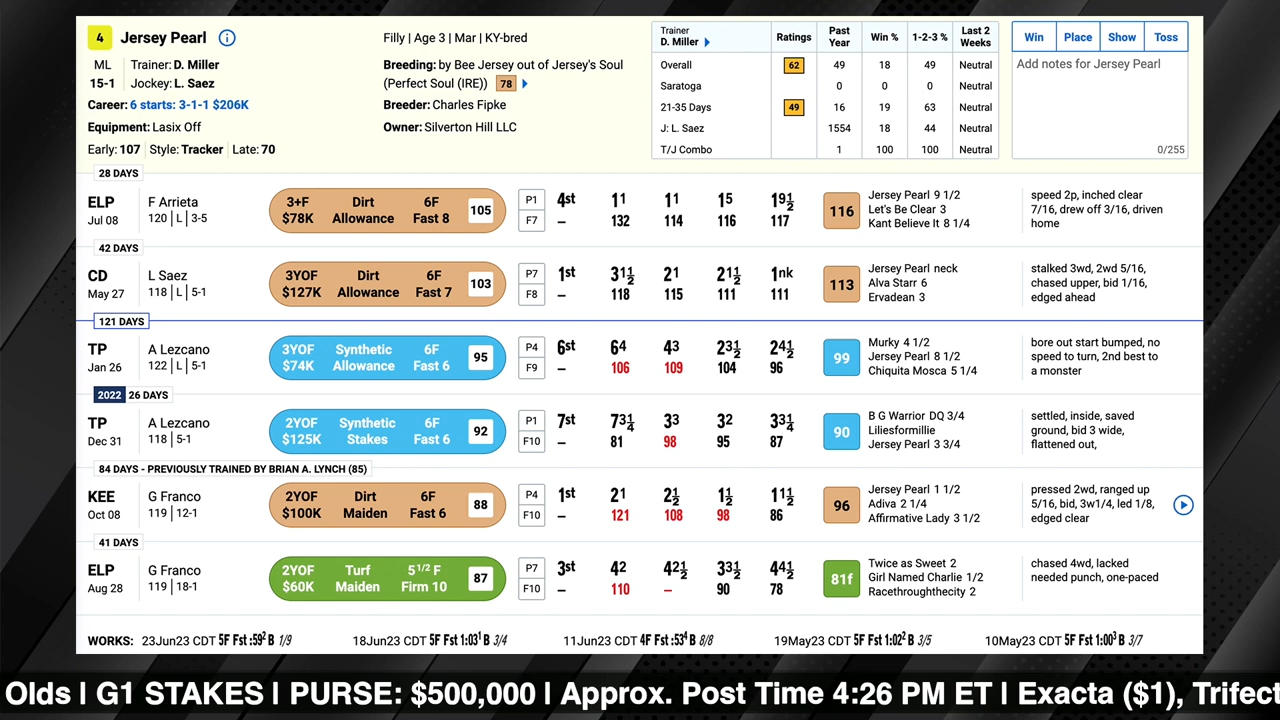 4 Jersey Pearl i
ML Trainer: D. Miller
15-1 Jockey: L. Saez
Career: 6 starts: 3-1-1 $206K
Equipment: Lasix Off
Early: 107 | Style: Tracker | Late: 70
Filly | Age 3 | Mar | KY-bred
Breeding: by Bee Jersey out of Jersey's Soul
(Perfect Soul (IRE)) 78
Breeder: Charles Fipke
Owner: Silverton Hill LLC
Trainer D. Miller Ratings Past Year Win % 1-2-3 % Last 2 Weeks
Overall 62 49 18 49 Neutral
Saratoga 0 0 0 Neutral
21-35 Days 49 16 19 63 Neutral
J: L. Saez 1554 18 44 Neutral
T/J Combo 1 100 100 Neutral
Win Place Show Toss
Add notes for Jersey Pearl
0/255
28 DAYS
ELP F Arrieta 3+F Dirt 6F 105 P1 4st 1 1 1 1 1 5 1 9 1/2 116 Jersey Pearl 9 1/2 speed 2p, inched clear
Jul 08 120 | L | 3-5 $78K Allowance Fast 8 F7 – 132 114 116 117 Let's Be Clear 3 7/16, drew off 3/16, driven
Kant Believe It 8 1/4 home
42 DAYS
CD L Saez 3YOF Dirt 6F 103 P7 1st 3 1 1/2 2 1 2 1 1/2 1 nk 113 Jersey Pearl neck stalked 3wd, 2wd 5/16,
May 27 118 | L | 5-1 $127K Allowance Fast 7 F8 – 118 115 111 111 Alva Starr 6 chased upper, bid 1/16,
Ervadean 3 edged ahead
121 DAYS
TP A Lezcano 3YOF Synthetic 6F 95 P4 6st 6 4 4 3 2 3 1/2 2 4 1/2 99 Murky 4 1/2 bore out start bumped, no
Jan 26 122 | L | 5-1 $74K Allowance Fast 6 F9 – 106 109 104 96 Jersey Pearl 8 1/2 speed to turn, 2nd best to
Chiquita Mosca 5 1/4 a monster
2022 26 DAYS
TP A Lezcano 2YOF Synthetic 6F 92 P1 7st 7 3 1/4 3 3 3 2 3 3 1/4 90 B G Warrior DQ 3/4 settled, inside, saved
Dec 31 118 | 5-1 $125K Stakes Fast 6 F10 – 81 98 95 87 Liliesformillie ground, bid 3 wide,
Jersey Pearl 3 3/4 flattened out,
84 DAYS - PREVIOUSLY TRAINED BY BRIAN A. LYNCH (85)
KEE G Franco 2YOF Dirt 6F 88 P4 1st 2 1 2 1/2 1 1/2 1 1 1/2 96 Jersey Pearl 1 1/2 pressed 2wd, ranged up
Oct 08 119 | 12-1 $100K Maiden Fast 6 F10 – 121 108 98 86 Adiva 2 1/4 5/16, bid, 3w1/4, led 1/8,
Affirmative Lady 3 1/2 edged clear
41 DAYS
ELP G Franco 2YOF Turf 5 1/2 F 87 P7 3st 4 2 4 2 1/2 3 3 1/2 4 4 1/2 81f Twice as Sweet 2 chased 4wd, lacked
Aug 28 119 | 18-1 $60K Maiden Firm 10 F10 – 110 – 90 78 Girl Named Charlie 1/2 needed punch, one-paced
Racethroughthecity 2
WORKS: 23Jun23 CDT 5F Fst :59² B 1/9 18Jun23 CDT 5F Fst 1:03¹ B 3/4 11Jun23 CDT 4F Fst :53⁴ B 8/8 19May23 CDT 5F Fst 1:02² B 3/5 10May23 CDT 5F Fst 1:00³ B 3/7
Olds | G1 STAKES | PURSE: $500,000 | Approx. Post Time 4:26 PM ET | Exacta ($1), Trifect